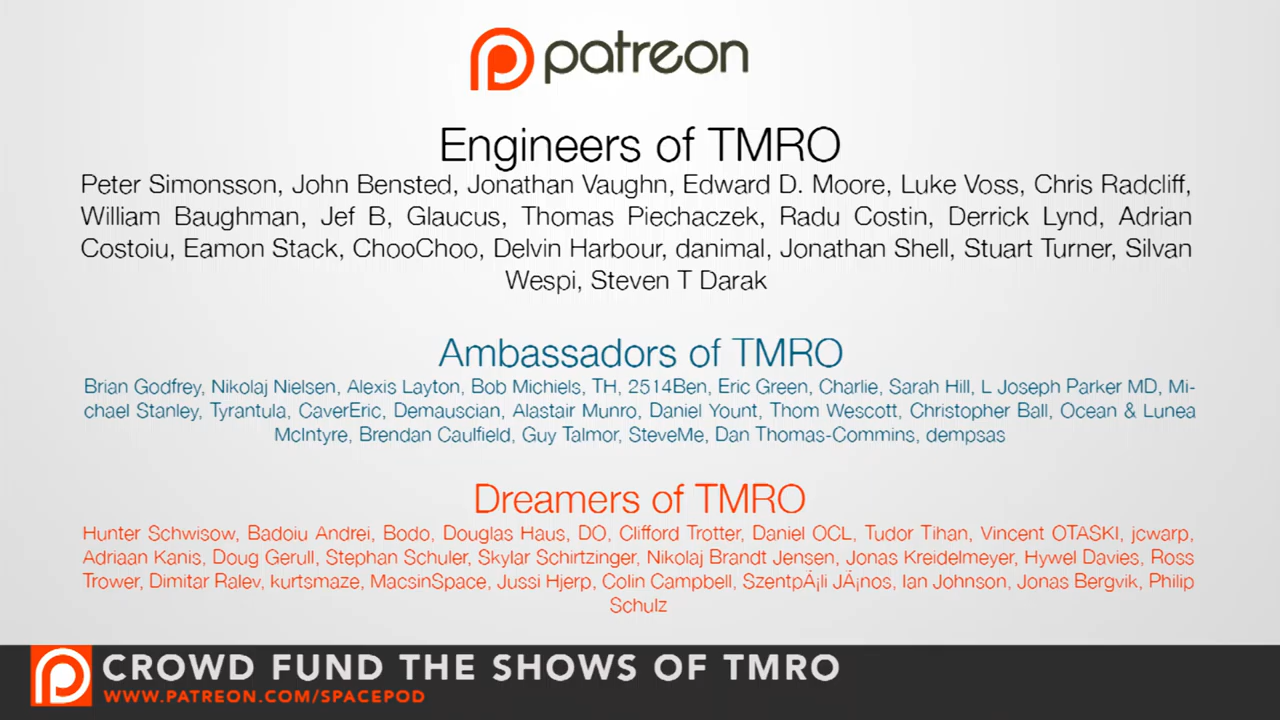 patreon
Engineers of TMRO
Peter Simonsson, John Bensted, Jonathan Vaughn, Edward D. Moore, Luke Voss, Chris Radcliff,
William Baughman, Jef B, Glaucus, Thomas Piechaczek, Radu Costin, Derrick Lynd, Adrian
Costoiu, Eamon Stack, ChooChoo, Delvin Harbour, danimal, Jonathan Shell, Stuart Turner, Silvan
Wespi, Steven T Darak
Ambassadors of TMRO
Brian Godfrey, Nikolaj Nielsen, Alexis Layton, Bob Michiels, TH, 2514Ben, Eric Green, Charlie, Sarah Hill, L Joseph Parker MD, Mi-
chael Stanley, Tyrantula, CaverEric, Demauscian, Alastair Munro, Daniel Yount, Thom Wescott, Christopher Ball, Ocean & Lunea
McIntyre, Brendan Caulfield, Guy Talmor, SteveMe, Dan Thomas-Commins, dempsas
Dreamers of TMRO
Hunter Schwisow, Badoiu Andrei, Bodo, Douglas Haus, DO, Clifford Trotter, Daniel OCL, Tudor Tihan, Vincent OTASKI, jcwarp,
Adriaan Kanis, Doug Gerull, Stephan Schuler, Skylar Schirtzinger, Nikolaj Brandt Jensen, Jonas Kreidelmeyer, Hywel Davies, Ross
Trower, Dimitar Ralev, kurtsmaze, MacsinSpace, Jussi Hjerp, Colin Campbell, SzentpÃ¡li JÃ¡nos, Ian Johnson, Jonas Bergvik, Philip
Schulz
CROWD FUND THE SHOWS OF TMRO
WWW.PATREON.COM/SPACEPOD